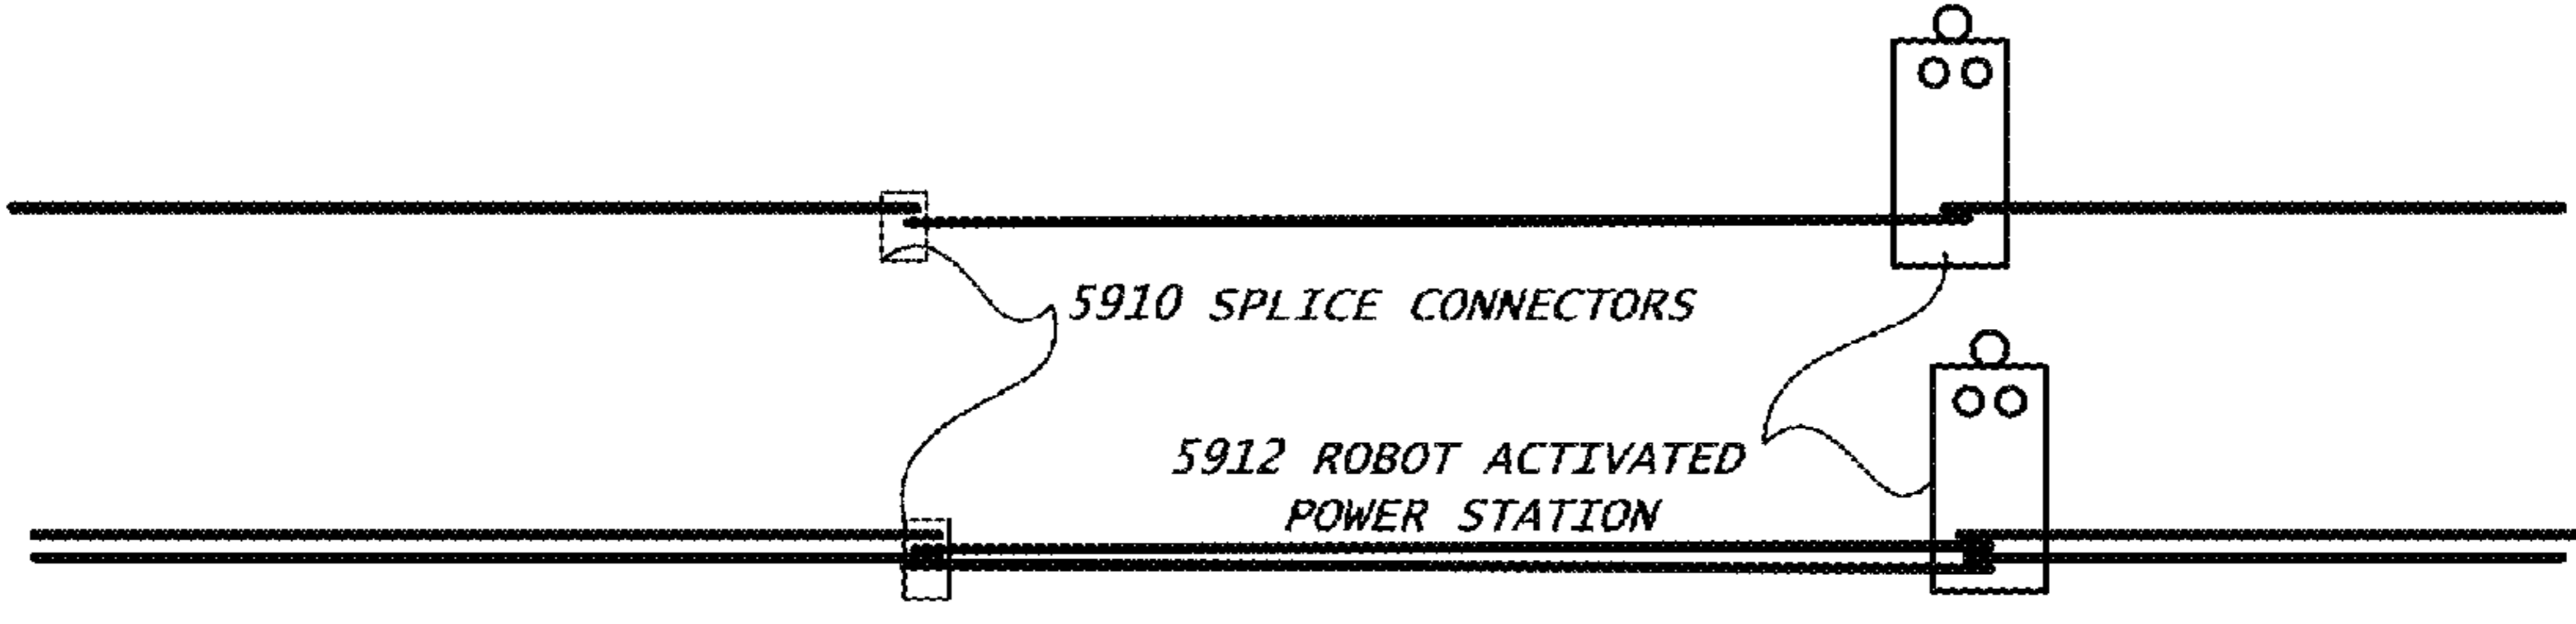 5910 SPLICE CONNECTORS
5912 ROBOT ACTIVATED
POWER STATION